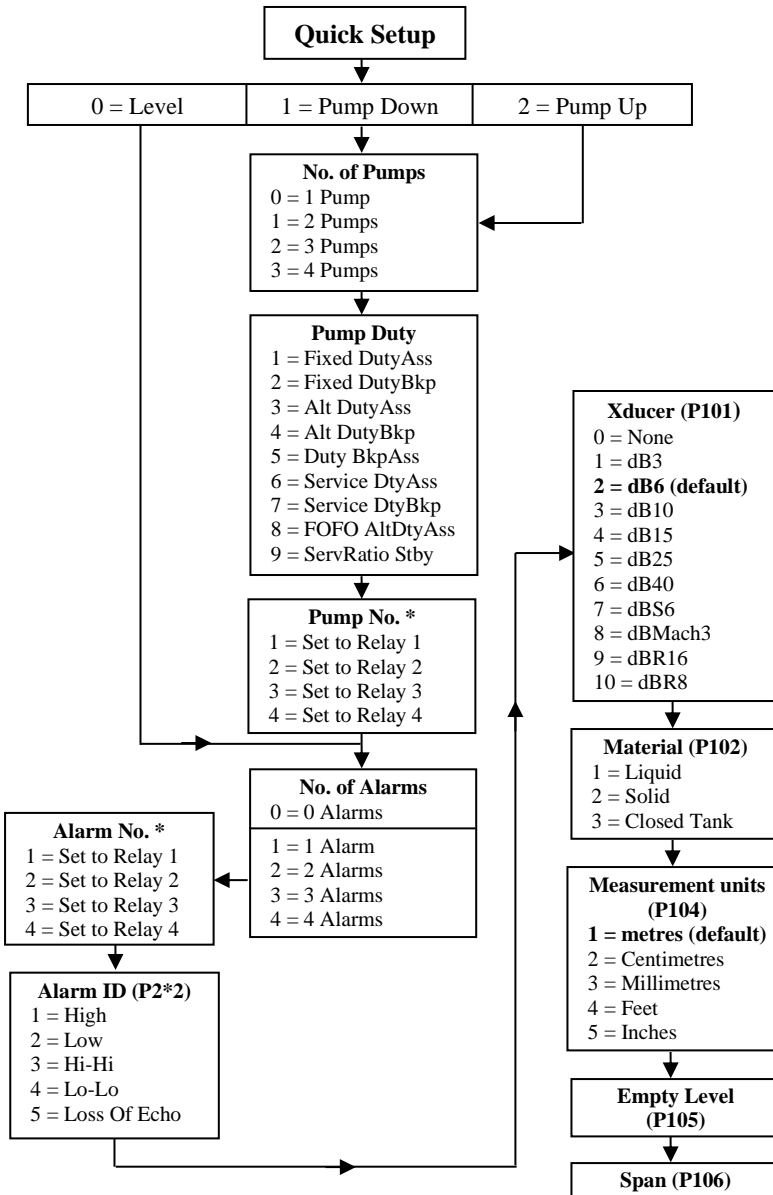 Quick Setup
0 = Level
1 = Pump Down
2 = Pump Up
No. of Pumps
0 = 1 Pump
1 = 2 Pumps
2 = 3 Pumps
3 = 4 Pumps
Pump Duty
1 = Fixed DutyAss
2 = Fixed DutyBkp
3 = Alt DutyAss
4 = Alt DutyBkp
5 = Duty BkpAss
6 = Service DtyAss
7 = Service DtyBkp
8 = FOFO AltDtyAss
9 = ServRatio Stby
Pump No. *
1 = Set to Relay 1
2 = Set to Relay 2
3 = Set to Relay 3
4 = Set to Relay 4
No. of Alarms
0 = 0 Alarms
1 = 1 Alarm
2 = 2 Alarms
3 = 3 Alarms
4 = 4 Alarms
Alarm No. *
1 = Set to Relay 1
2 = Set to Relay 2
3 = Set to Relay 3
4 = Set to Relay 4
Alarm ID (P2*2)
1 = High
2 = Low
3 = Hi-Hi
4 = Lo-Lo
5 = Loss Of Echo
Xducer (P101)
0 = None
1 = dB3
2 = dB6 (default)
3 = dB10
4 = dB15
5 = dB25
6 = dB40
7 = dBS6
8 = dBMach3
9 = dBR16
10 = dBR8
Material (P102)
1 = Liquid
2 = Solid
3 = Closed Tank
Measurement units
(P104)
1 = metres (default)
2 = Centimetres
3 = Millimetres
4 = Feet
5 = Inches
Empty Level
(P105)
Span (P106)